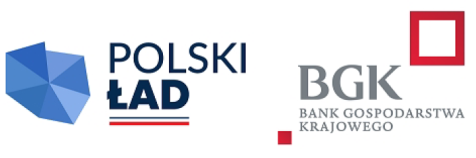 POLSKI
ŁAD
BGK
BANK GOSPODARSTWA
KRAJOWEGO